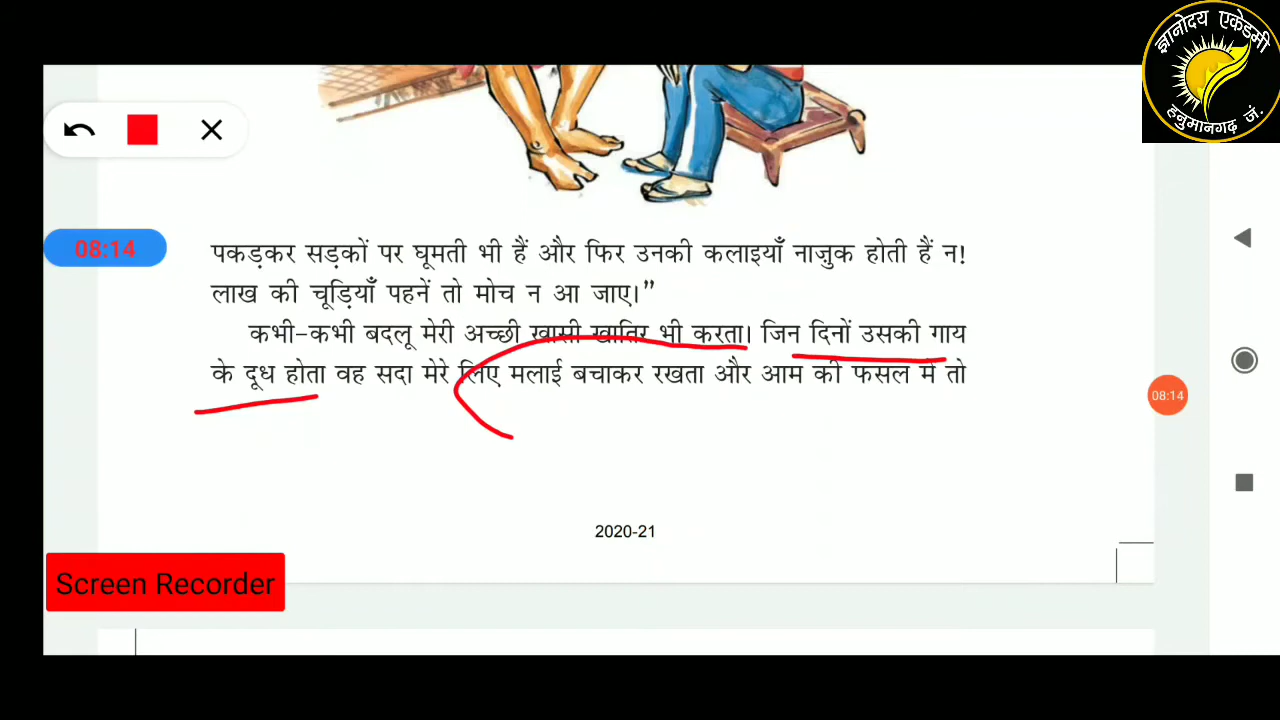 ज्ञानोदय एकेडमी
हनुमानगढ़ जं.
08:14
पकड़कर सड़कों पर घूमती भी हैं और फिर उनकी कलाइयाँ नाज़ुक होती हैं न!
लाख की चूड़ियाँ पहनें तो मोच न आ जाए।”
कभी-कभी बदलू मेरी अच्छी खासी खातिर भी करता। जिन दिनों उसकी गाय
के दूध होता वह सदा मेरे लिए मलाई बचाकर रखता और आम की फसल में तो
08:14
2020-21
Screen Recorder